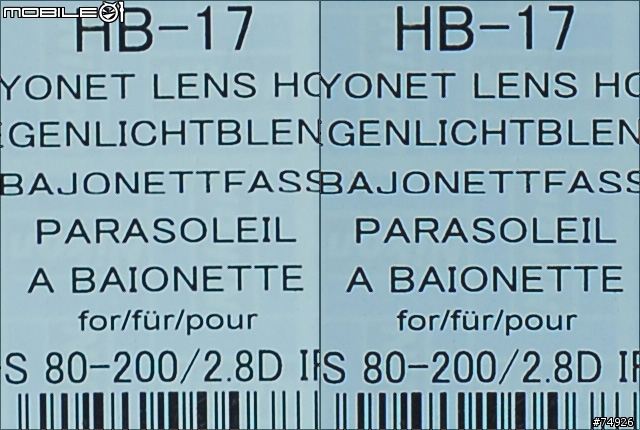 MOBILE01
HB-17 HB-17
YONET LENS HO YONET LENS HO
EGENLICHTBLEN GENLICHTBLEN
BAJONETTFASS BAJONETTFASS
PARASOLEIL PARASOLEIL
A BAIONETTE A BAIONETTE
for/für/pour for/für/pour
-S 80-200/2.8D IF S 80-200/2.8D IF
#74926